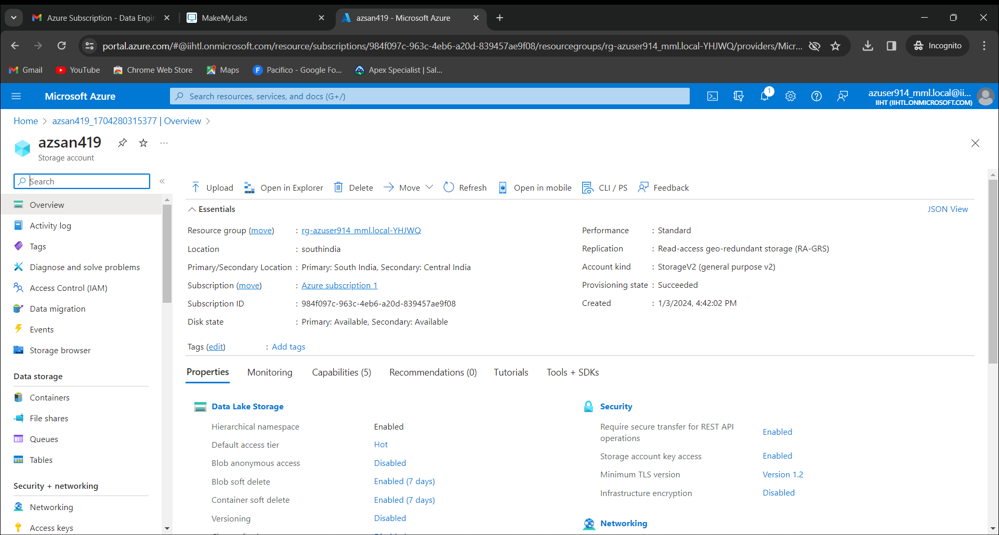 Azure Subscription - Data Engin
MakeMyLabs
azsan419 - Microsoft Azure
portal.azure.com/#@iihtl.onmicrosoft.com/resource/subscriptions/984f097c-963c-4eb6-a20d-839457ae9f08/resourcegroups/rg-azuser914_mml.local-YHJWQ/providers/Micr...
Incognito
Gmail
YouTube
Chrome Web Store
Maps
Pacifico - Google Fo...
Apex Specialist | Sal...
Microsoft Azure
Search resources, services, and docs (G+/)
1
azuser914_mml.local@ii...
IIHT (IIHTL.ONMICROSOFT.COM)
Home > azsan419_1704280315377 | Overview >
azsan419
Storage account
Search
Overview
Activity log
Tags
Diagnose and solve problems
Access Control (IAM)
Data migration
Events
Storage browser
Data storage
Containers
File shares
Queues
Tables
Security + networking
Networking
Access keys
Upload
Open in Explorer
Delete
Move
Refresh
Open in mobile
CLI / PS
Feedback
Essentials
JSON View
Resource group (move) : rg-azuser914_mml.local-YHJWQ
Location : southindia
Primary/Secondary Location : Primary: South India, Secondary: Central India
Subscription (move) : Azure subscription 1
Subscription ID : 984f097c-963c-4eb6-a20d-839457ae9f08
Disk state : Primary: Available, Secondary: Available
Performance : Standard
Replication : Read-access geo-redundant storage (RA-GRS)
Account kind : StorageV2 (general purpose v2)
Provisioning state : Succeeded
Created : 1/3/2024, 4:42:02 PM
Tags (edit) : Add tags
Properties
Monitoring
Capabilities (5)
Recommendations (0)
Tutorials
Tools + SDKs
Data Lake Storage
Hierarchical namespace Enabled
Default access tier Hot
Blob anonymous access Disabled
Blob soft delete Enabled (7 days)
Container soft delete Enabled (7 days)
Versioning Disabled
Security
Require secure transfer for REST API operations Enabled
Storage account key access Enabled
Minimum TLS version Version 1.2
Infrastructure encryption Disabled
Networking